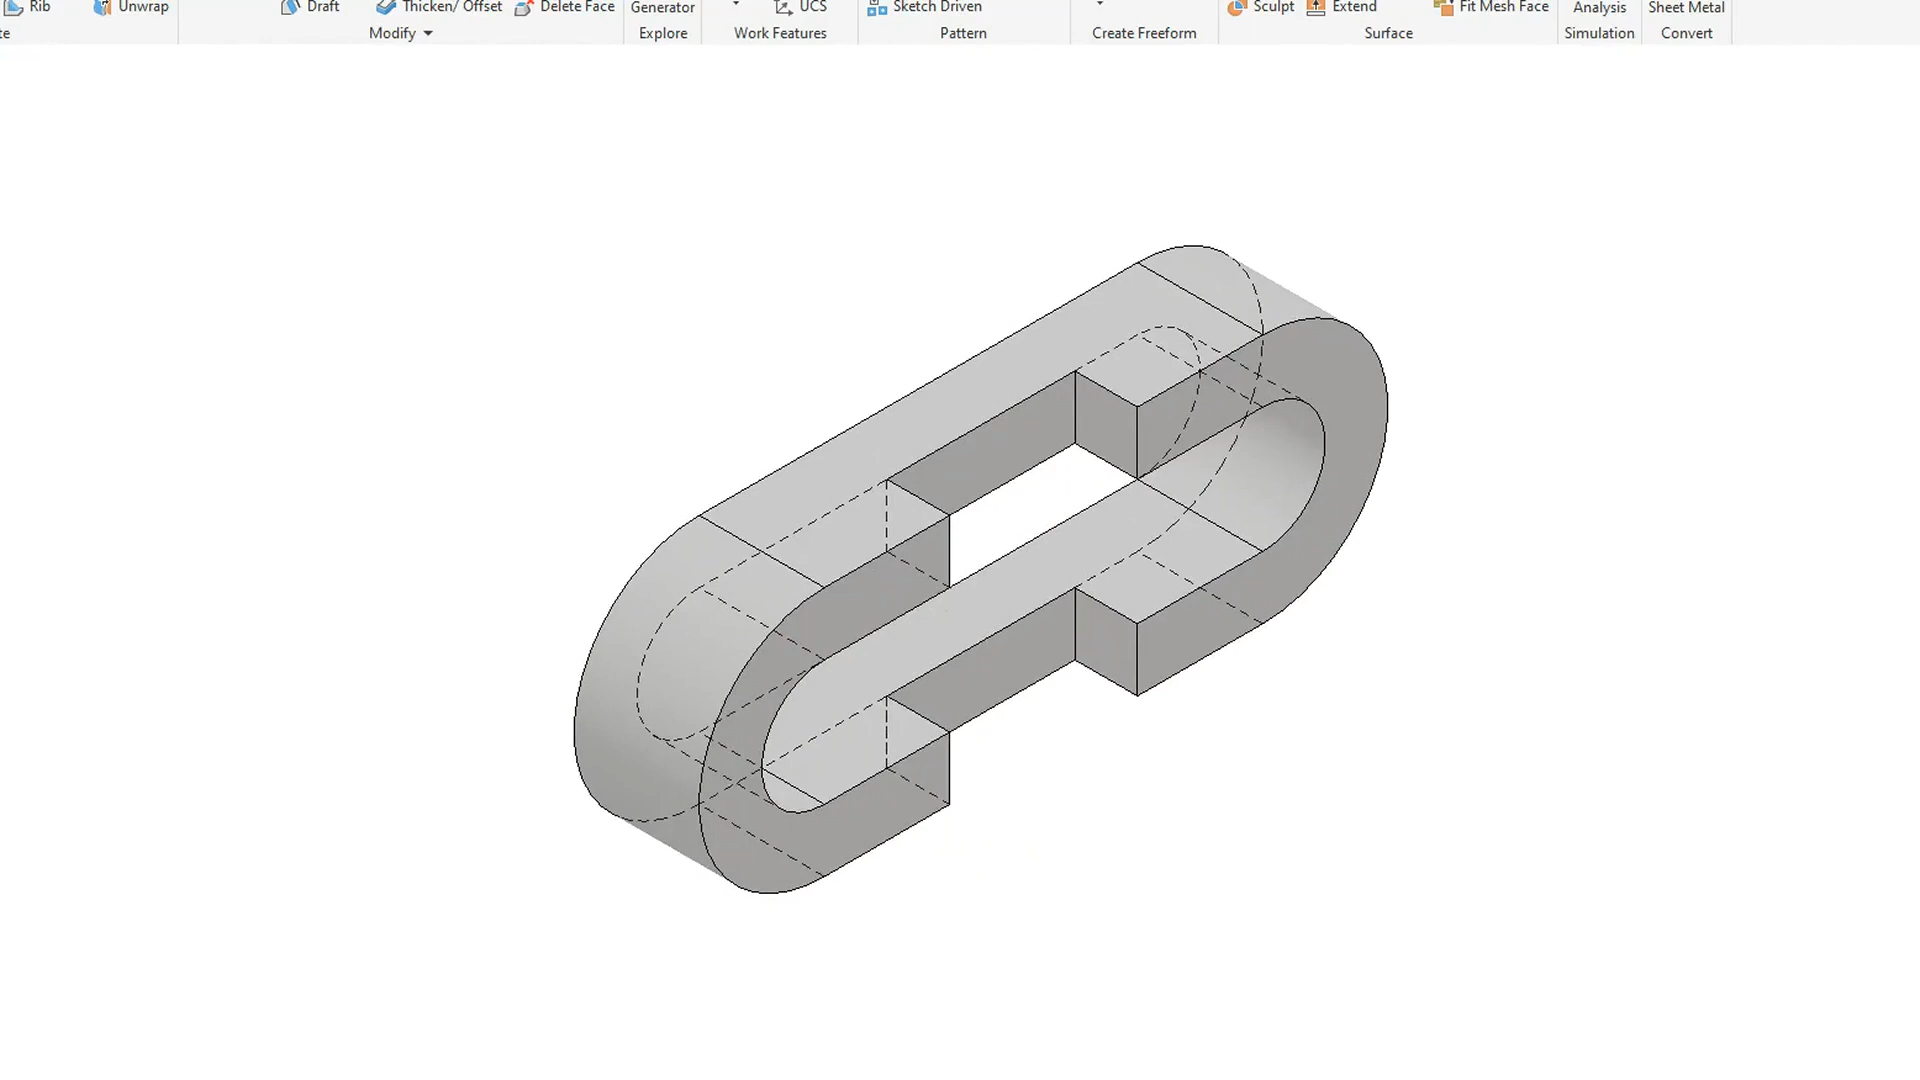 Rib Unwrap Draft Thicken/ Offset Delete Face Generator UCS Sketch Driven Sculpt Extend Fit Mesh Face Analysis Sheet Metal
te Modify Explore Work Features Pattern Create Freeform Surface Simulation Convert